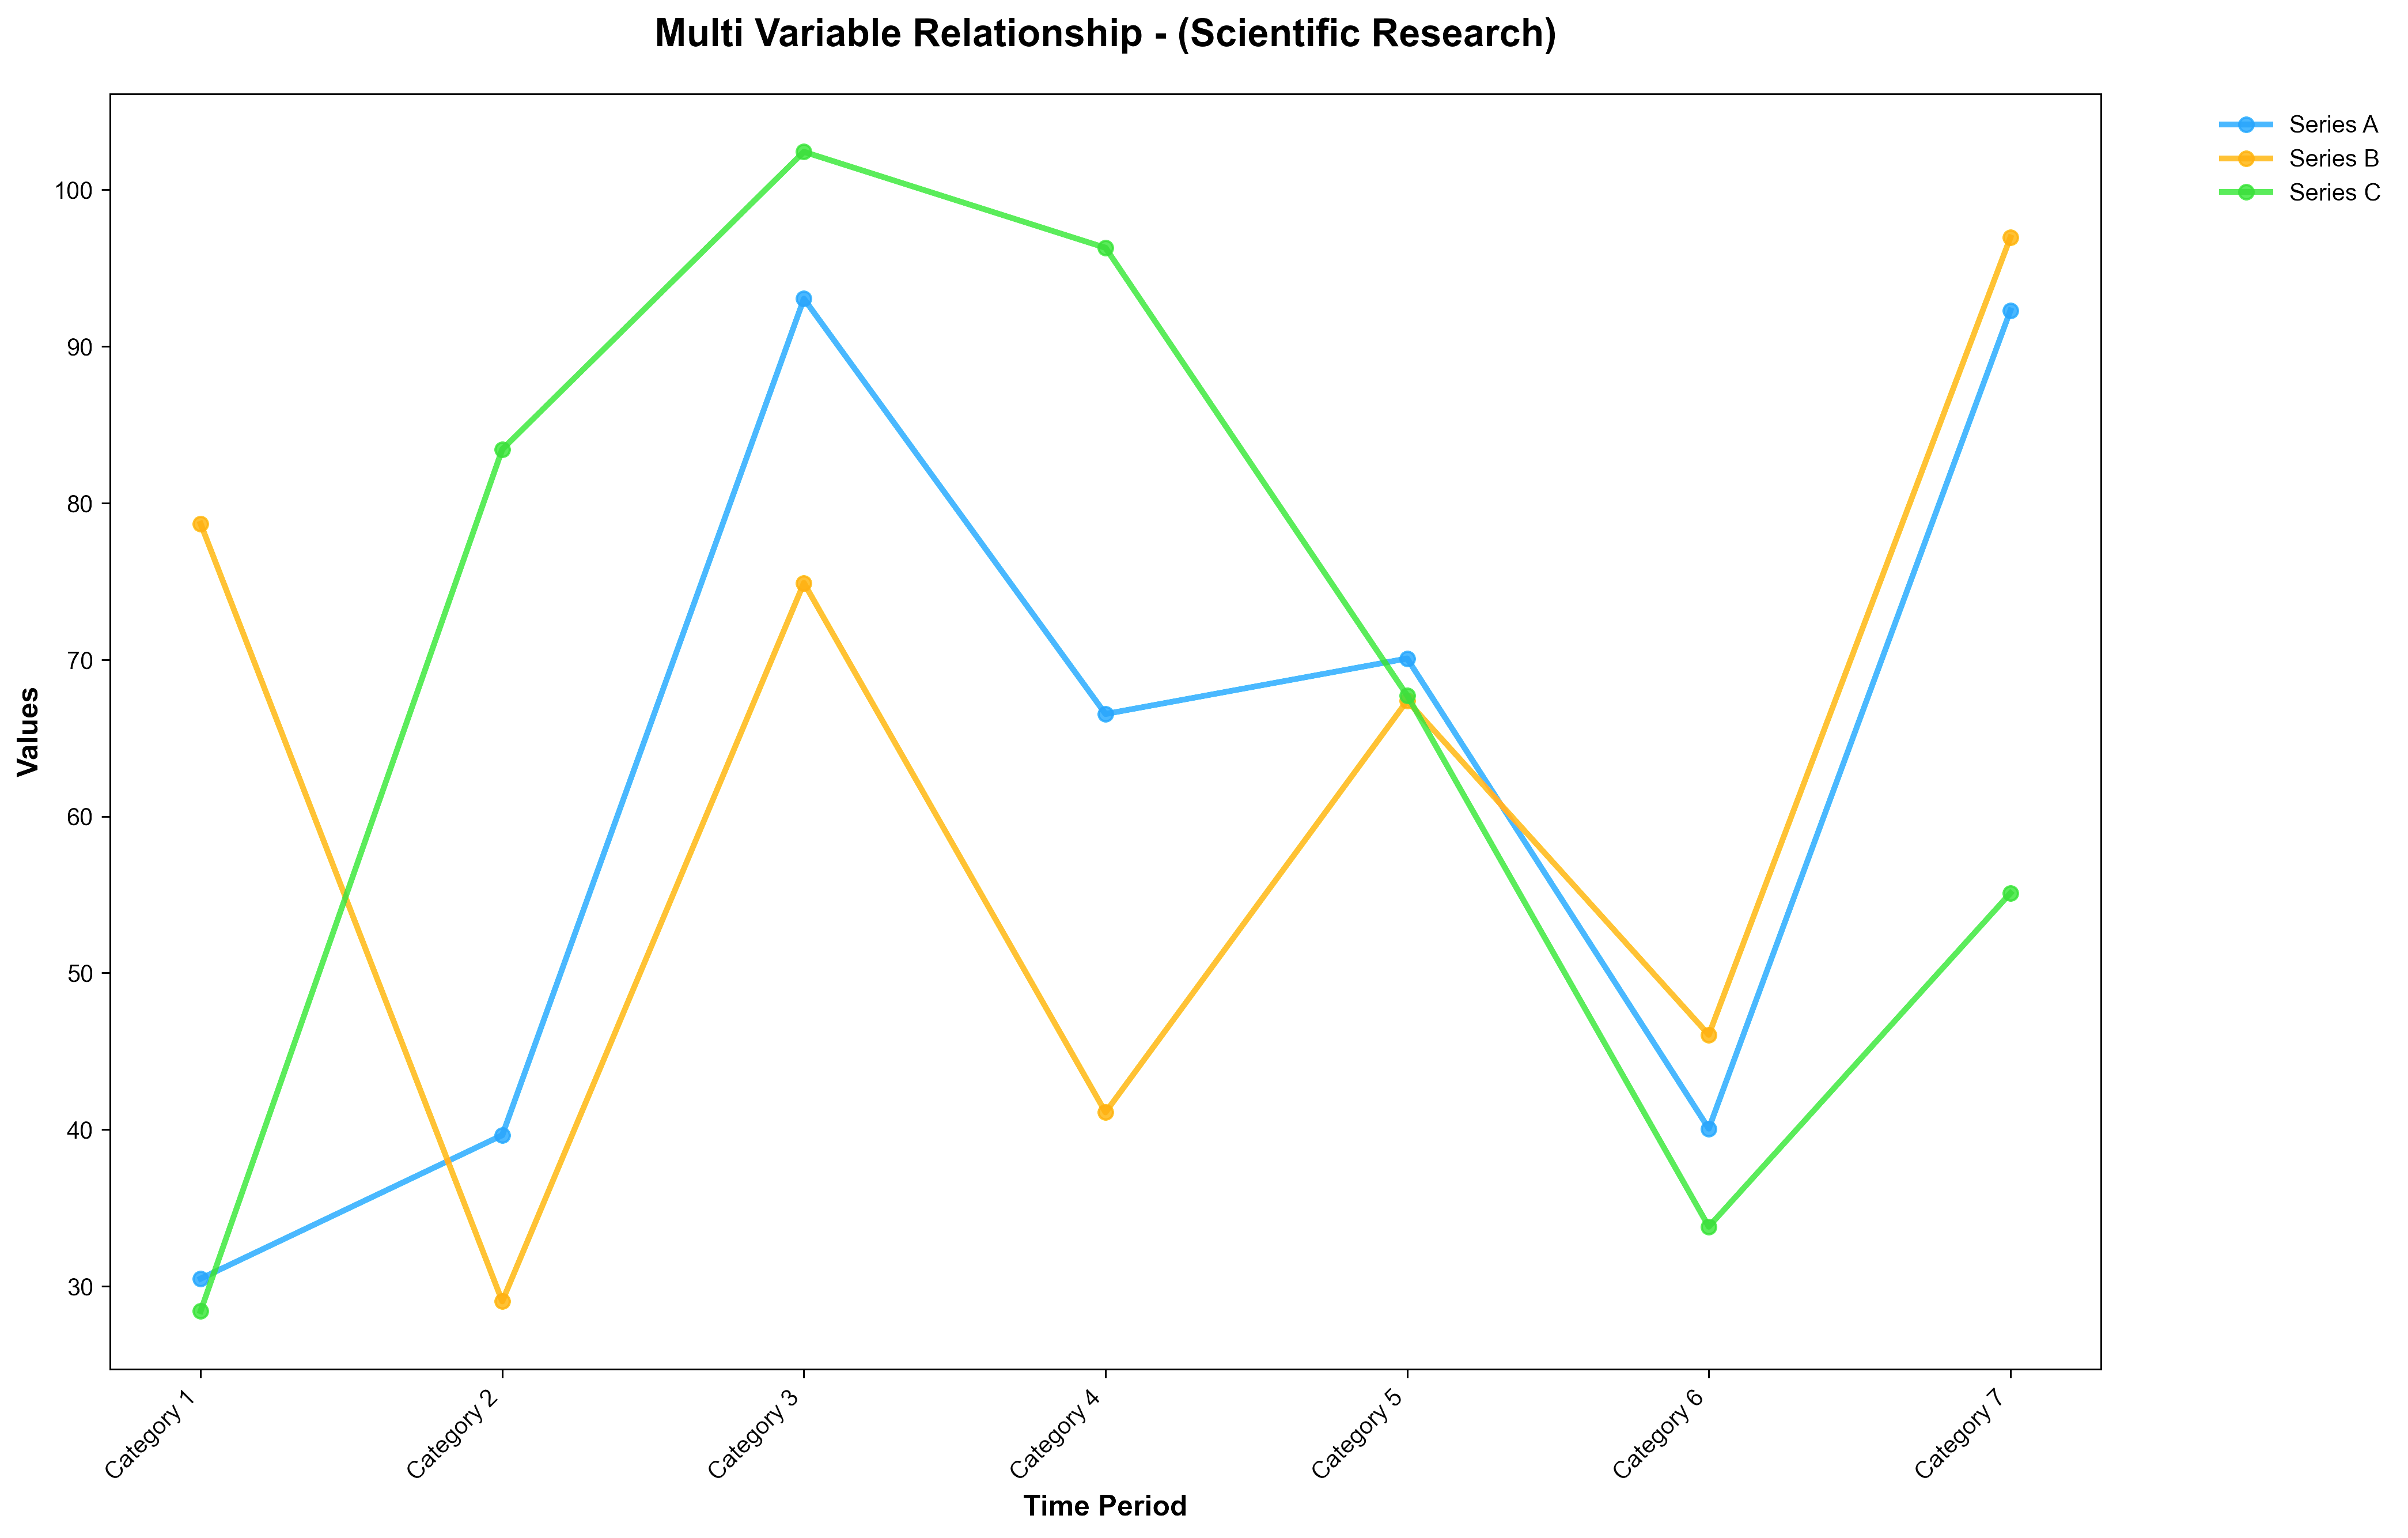 Multi Variable Relationship - (Scientific Research)
Series A
Series B
Series C
100
90
80
70
60
50
40
30
Values
Category 1
Category 2
Category 3
Category 4
Category 5
Category 6
Category 7
Time Period